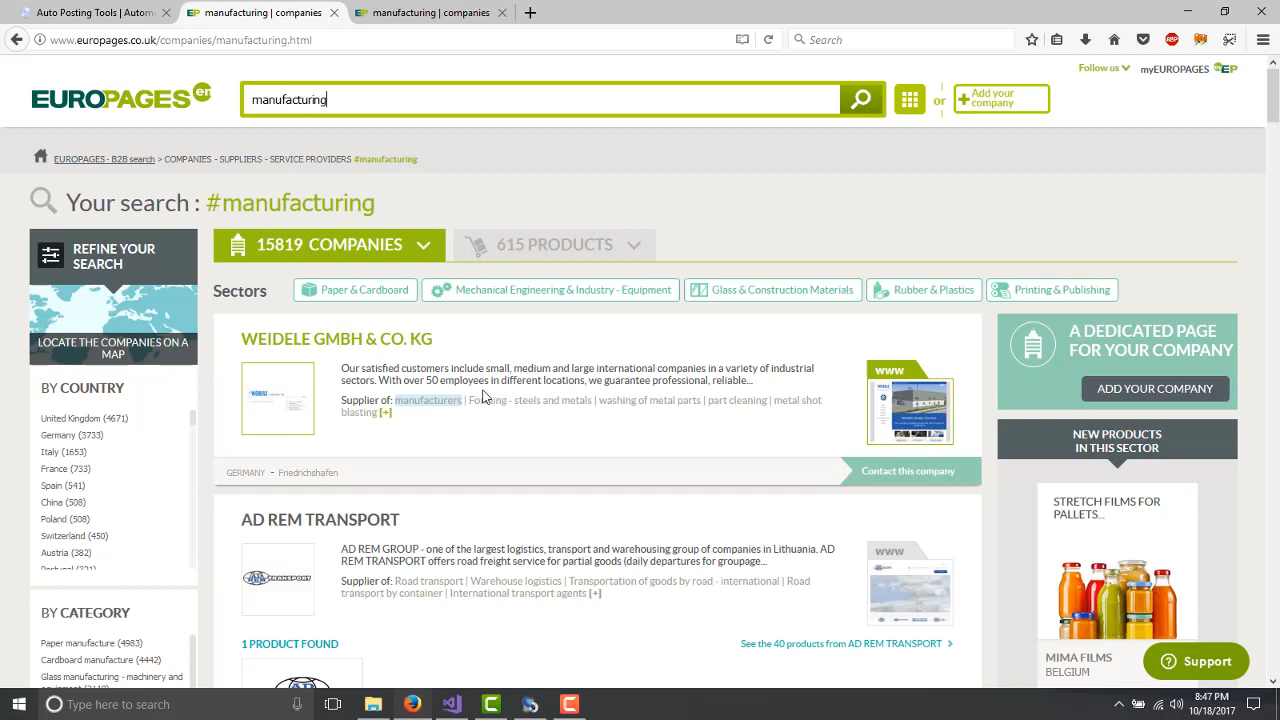 Auto Posting Tools | Autom
manufacturing | companies
manufacturing | companies
www.europages.co.uk/companies/manufacturing.html
Search
Follow us
myEUROPAGES
EP
EUROPAGES en
manufacturing
or
Add your company
EUROPAGES - B2B search > COMPANIES - SUPPLIERS - SERVICE PROVIDERS #manufacturing
Your search : #manufacturing
REFINE YOUR
SEARCH
LOCATE THE COMPANIES ON A
MAP
BY COUNTRY
United Kingdom (4671)
Germany (3733)
Italy (1653)
France (733)
Spain (541)
China (508)
Poland (508)
Switzerland (450)
Austria (382)
Portugal (321)
BY CATEGORY
Paper manufacture (4983)
Cardboard manufacture (4442)
Glass manufacturing - machinery and
15819 COMPANIES
615 PRODUCTS
Sectors
Paper & Cardboard
Mechanical Engineering & Industry - Equipment
Glass & Construction Materials
Rubber & Plastics
Printing & Publishing
WEIDELE GMBH & CO. KG
Our satisfied customers include small, medium and large international companies in a variety of industrial
sectors. With over 50 employees in different locations, we guarantee professional, reliable...
Supplier of: manufacturers | Forging - steels and metals | washing of metal parts | part cleaning | metal shot
blasting [+]
www
GERMANY - Friedrichshafen
Contact this company
AD REM TRANSPORT
AD REM GROUP - one of the largest logistics, transport and warehousing group of companies in Lithuania. AD
REM TRANSPORT offers road freight service for partial goods (daily departures for groupage...
Supplier of: Road transport | Warehouse logistics | Transportation of goods by road - international | Road
transport by container | International transport agents [+]
www
1 PRODUCT FOUND
See the 40 products from AD REM TRANSPORT
A DEDICATED PAGE
FOR YOUR COMPANY
ADD YOUR COMPANY
NEW PRODUCTS
IN THIS SECTOR
STRETCH FILMS FOR
PALLETS...
MIMA FILMS
BELGIUM
Support
Type here to search
8:47 PM
10/18/2017